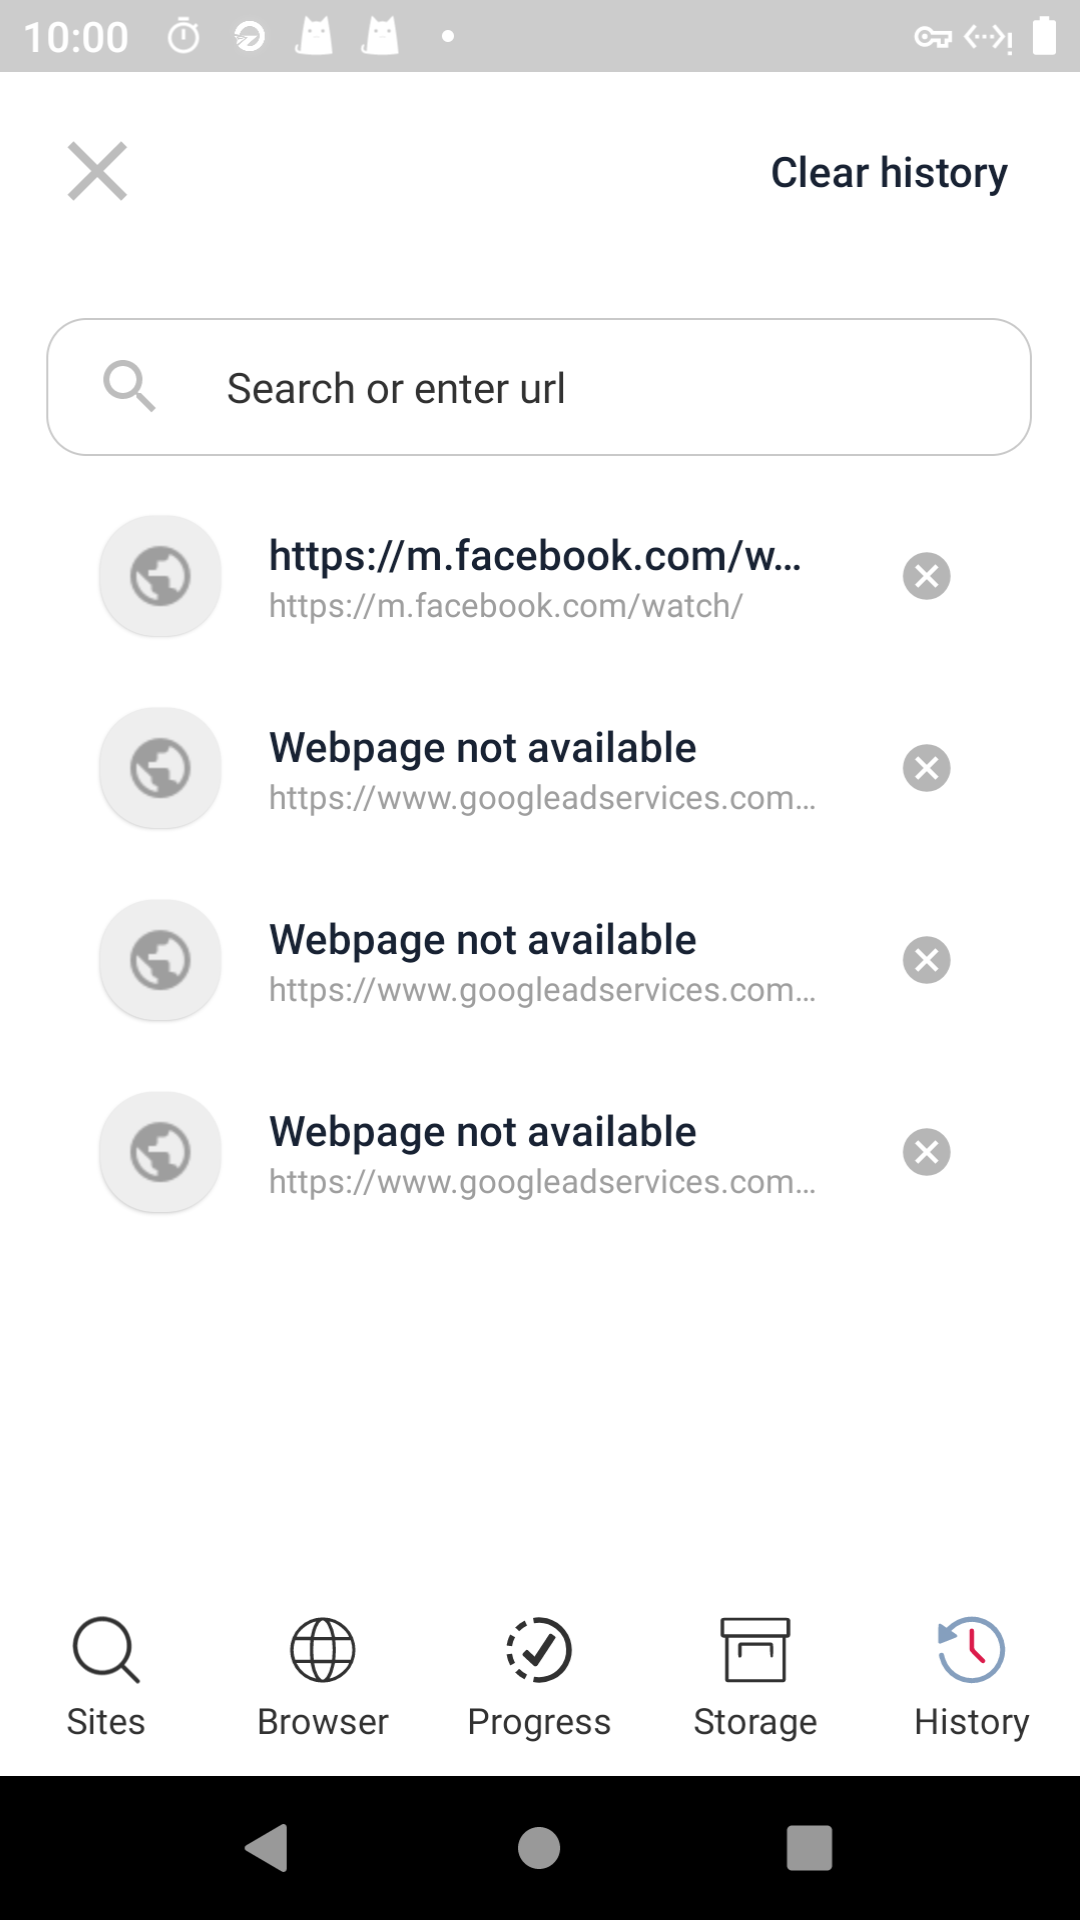 10:00
Clear history
Search or enter url
https://m.facebook.com/w...
https://m.facebook.com/watch/
Webpage not available
https://www.googleadservices.com...
Webpage not available
https://www.googleadservices.com...
Webpage not available
https://www.googleadservices.com...
Sites Browser Progress Storage History